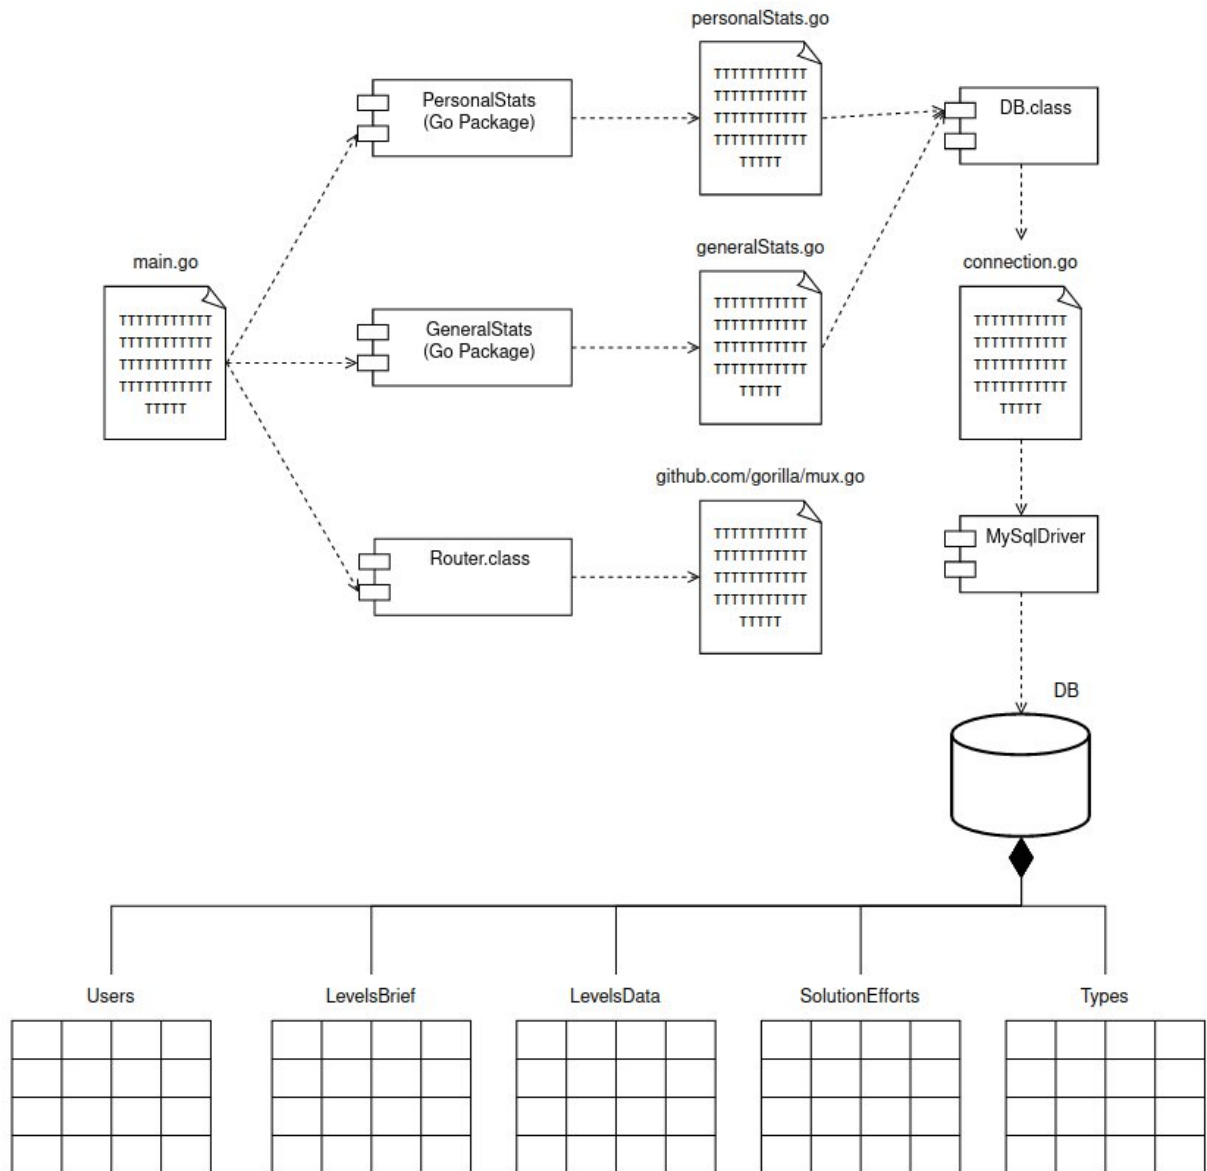 personalStats.go
TTTTTTTTTTT
TTTTTTTTTTT
TTTTTTTTTTT
TTTTTTTTTTT
TTTTT
PersonalStats
(Go Package)
DB.class
main.go
TTTTTTTTTTT
TTTTTTTTTTT
TTTTTTTTTTT
TTTTTTTTTTT
TTTTT
GeneralStats
(Go Package)
generalStats.go
TTTTTTTTTTT
TTTTTTTTTTT
TTTTTTTTTTT
TTTTTTTTTTT
TTTTT
connection.go
TTTTTTTTTTT
TTTTTTTTTTT
TTTTTTTTTTT
TTTTTTTTTTT
TTTTT
Router.class
github.com/gorilla/mux.go
TTTTTTTTTTT
TTTTTTTTTTT
TTTTTTTTTTT
TTTTTTTTTTT
TTTTT
MySqlDriver
DB
Users
LevelsBrief
LevelsData
SolutionEfforts
Types